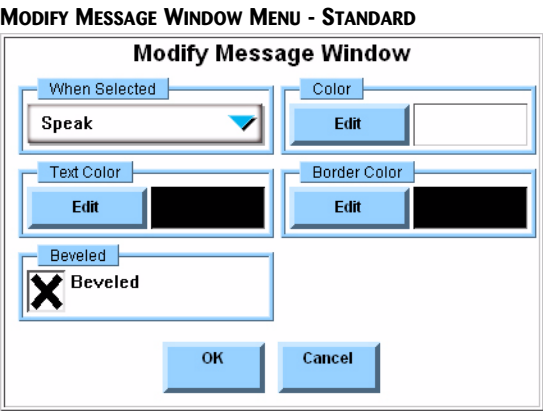 MODIFY MESSAGE WINDOW MENU - STANDARD
Modify Message Window
When Selected
Speak
Color
Edit
Text Color
Edit
Border Color
Edit
Beveled
Beveled
OK
Cancel